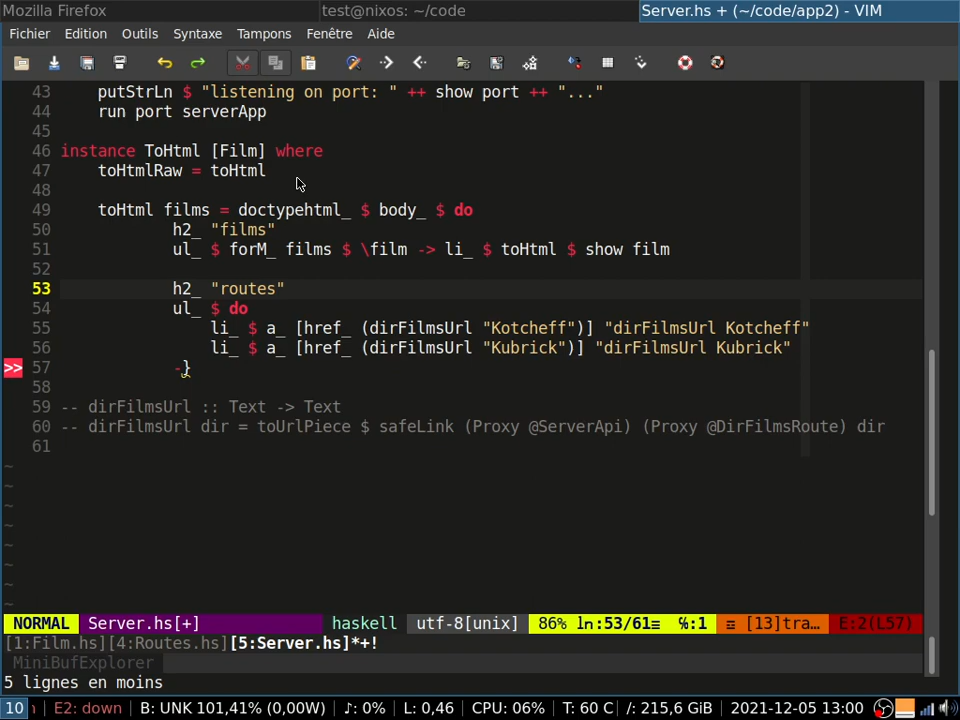 Mozilla Firefox
test@nixos: ~/code
Server.hs + (~/code/app2) - VIM
Fichier Edition Outils Syntaxe Tampons Fenêtre Aide
43 putStrLn $ "listening on port: " ++ show port ++ "..."
44 run port serverApp
45
46 instance ToHtml [Film] where
47 toHtmlRaw = toHtml
48
49 toHtml films = doctypehtml_ $ body_ $ do
50 h2_ "films"
51 ul_ $ forM_ films $ \film -> li_ $ toHtml $ show film
52
53 h2_ "routes"
54 ul_ $ do
55 li_ $ a_ [href_ (dirFilmsUrl "Kotcheff")] "dirFilmsUrl Kotcheff"
56 li_ $ a_ [href_ (dirFilmsUrl "Kubrick")] "dirFilmsUrl Kubrick"
>> 57 -}
58
59 -- dirFilmsUrl :: Text -> Text
60 -- dirFilmsUrl dir = toUrlPiece $ safeLink (Proxy @ServerApi) (Proxy @DirFilmsRoute) dir
61
~
~
~
~
~
~
~
~
NORMAL Server.hs[+] haskell utf-8[unix] 86% ln:53/61≡ ℅:1 ≡ [13]tra… E:2(L57)
[1:Film.hs][4:Routes.hs][5:Server.hs]*+!
MiniBufExplorer
5 lignes en moins
10 E2: down B: UNK 101,41% (0,00W) ♪: 0% L: 0,46 CPU: 06% T: 60 C /: 215,6 GiB 2021-12-05 13:00